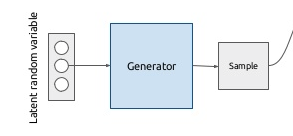 Latent random variable
Generator
Sample